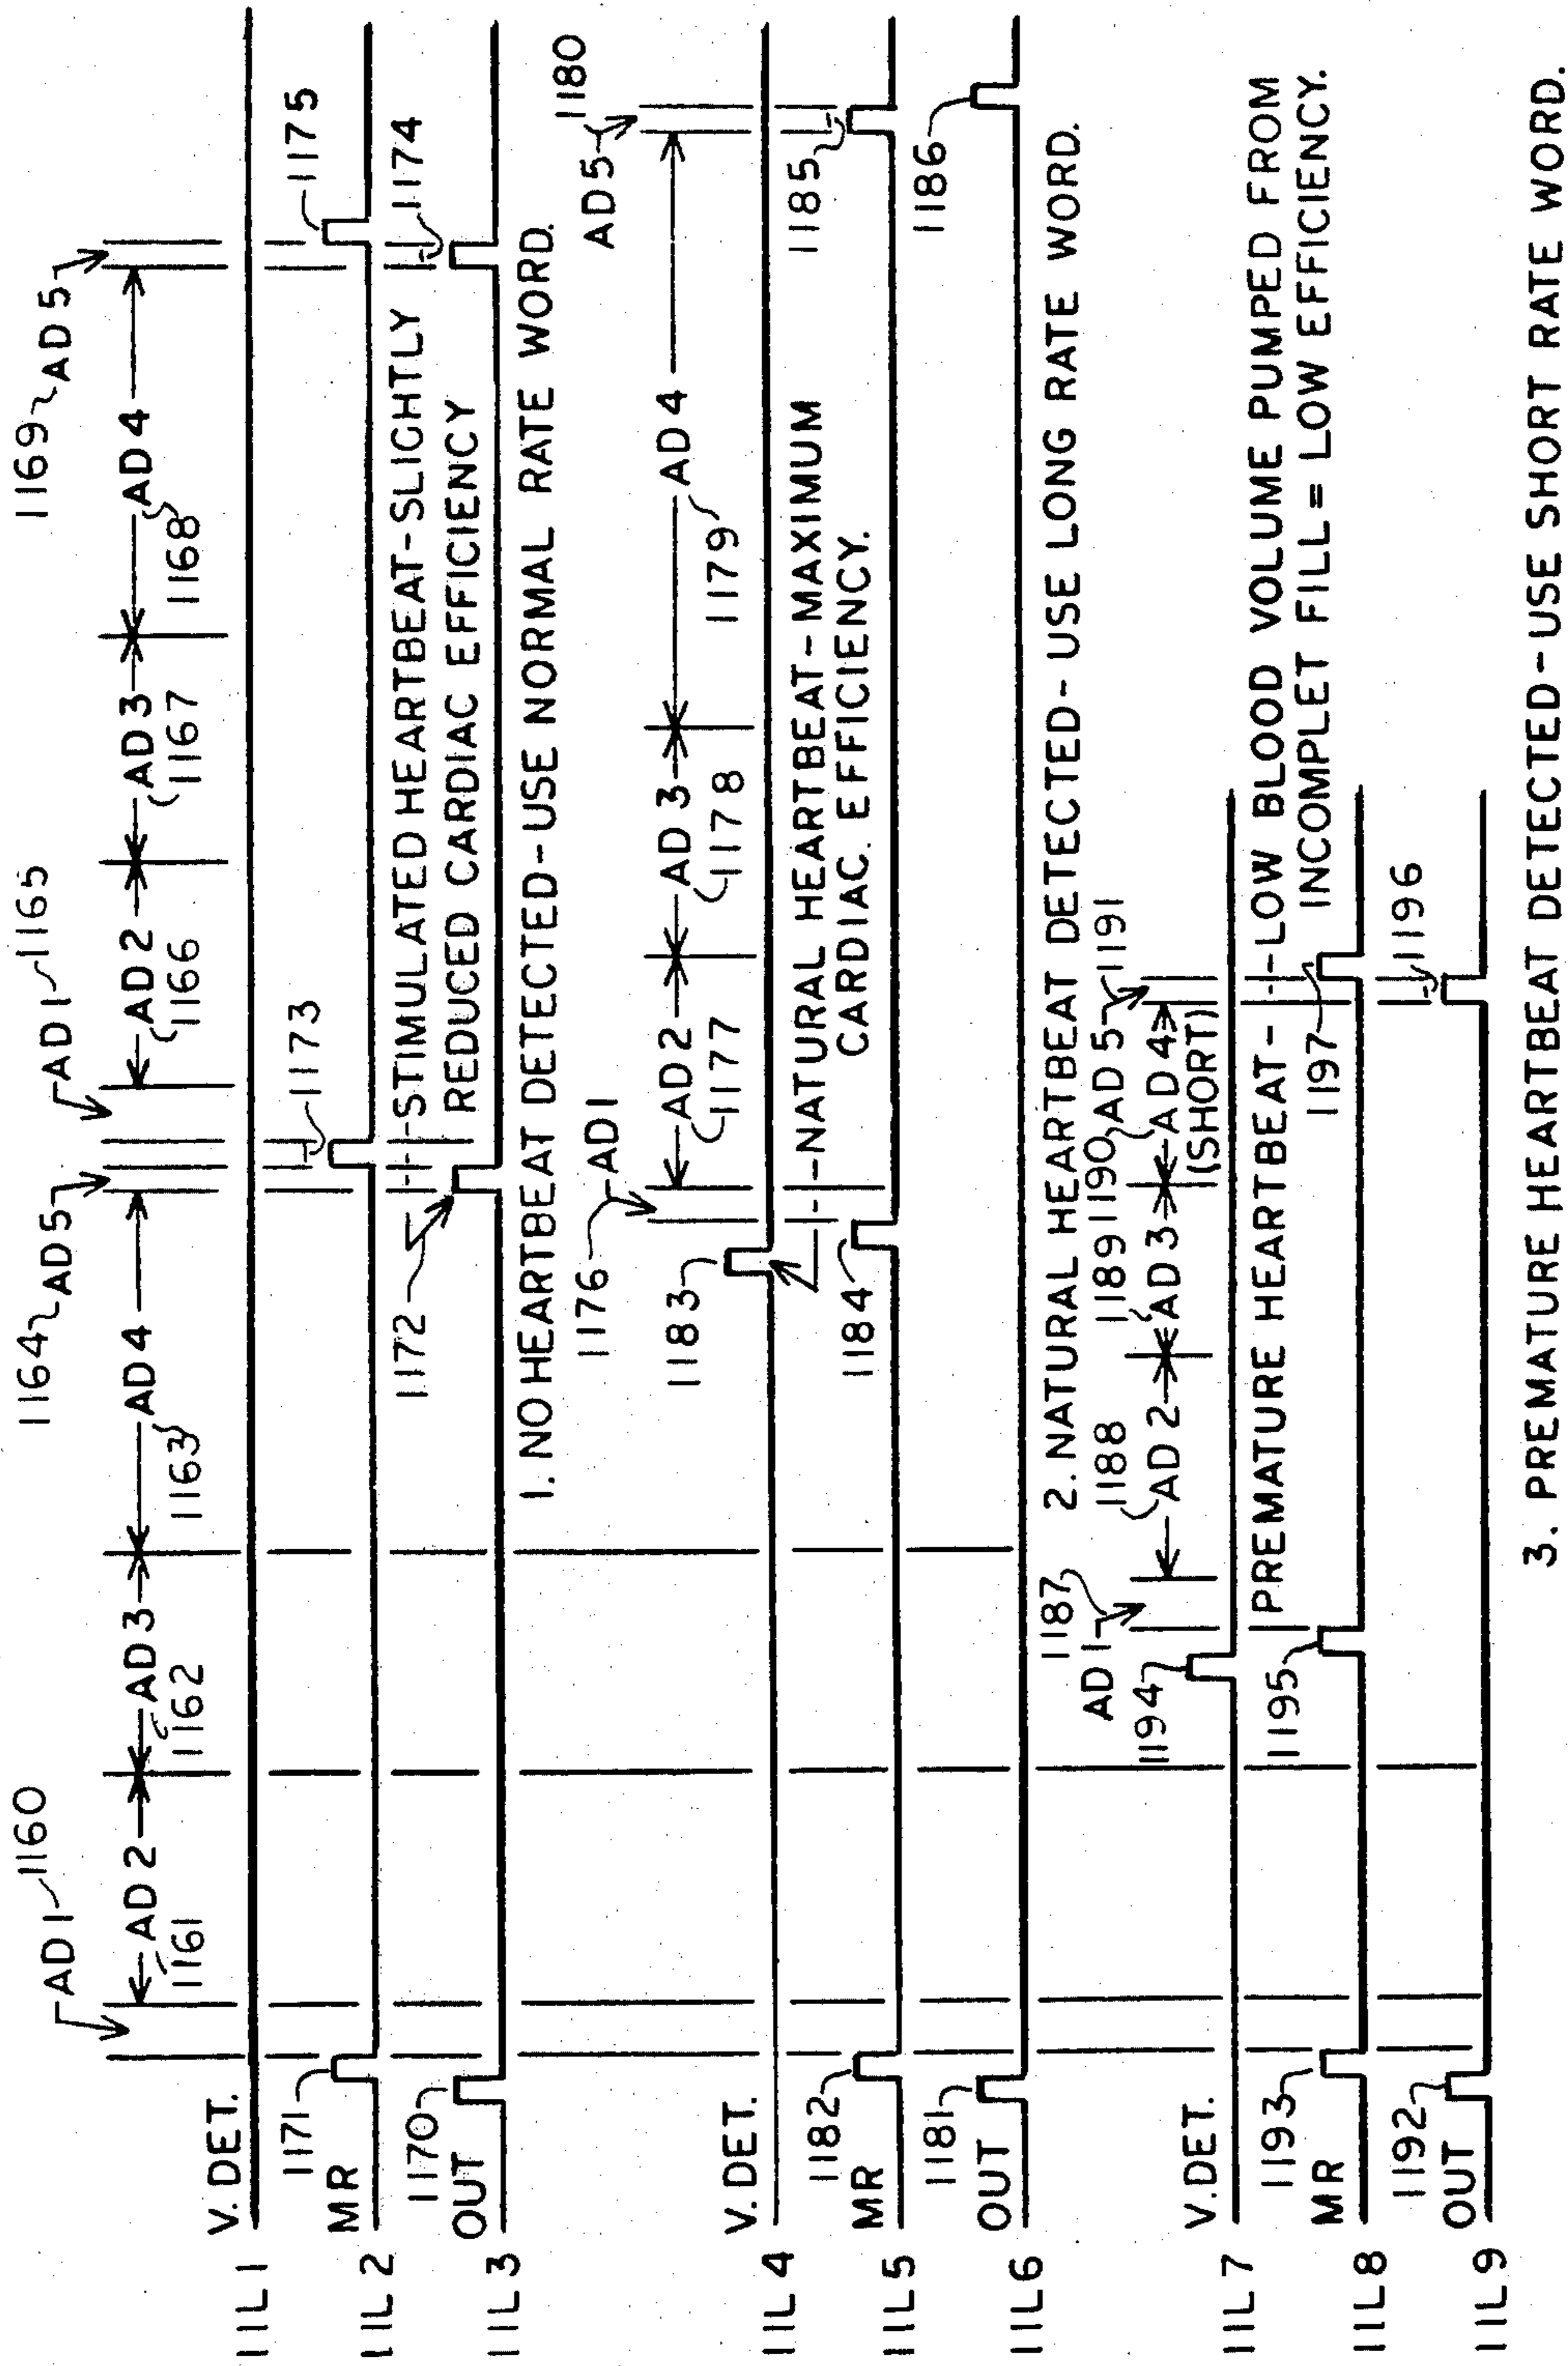 AD1 1160
1164 AD5
AD1 1165
1169 AD5
AD2 AD3 AD4 AD2 AD3 AD4
1161 1162 1163 1166 1167 1168
11L1 V.DET.
1171 1173 1175
11L2 MR
STIMULATED HEARTBEAT-SLIGHTLY
REDUCED CARDIAC EFFICIENCY
1170 1172 1174
11L3 OUT
1. NO HEARTBEAT DETECTED-USE NORMAL RATE WORD.
1176 AD1 AD5 1180
AD2 AD3 AD4
1177 1178 1179
1183
11L4 V.DET.
NATURAL HEARTBEAT-MAXIMUM
CARDIAC. EFFICIENCY.
1182 1184 1185
11L5 MR
1181 1186
11L6 OUT
2. NATURAL HEARTBEAT DETECTED-USE LONG RATE WORD.
1187 1188 1189 1190 AD5 1191
AD1
AD2 AD3 AD4
(SHORT)
1194
11L7 V.DET.
PREMATURE HEARTBEAT-LOW BLOOD VOLUME PUMPED FROM
INCOMPLET FILL=LOW EFFICIENCY.
1193 1195 1197
11L8 MR
1192 1196
11L9 OUT
3. PREMATURE HEARTBEAT DETECTED-USE SHORT RATE WORD.